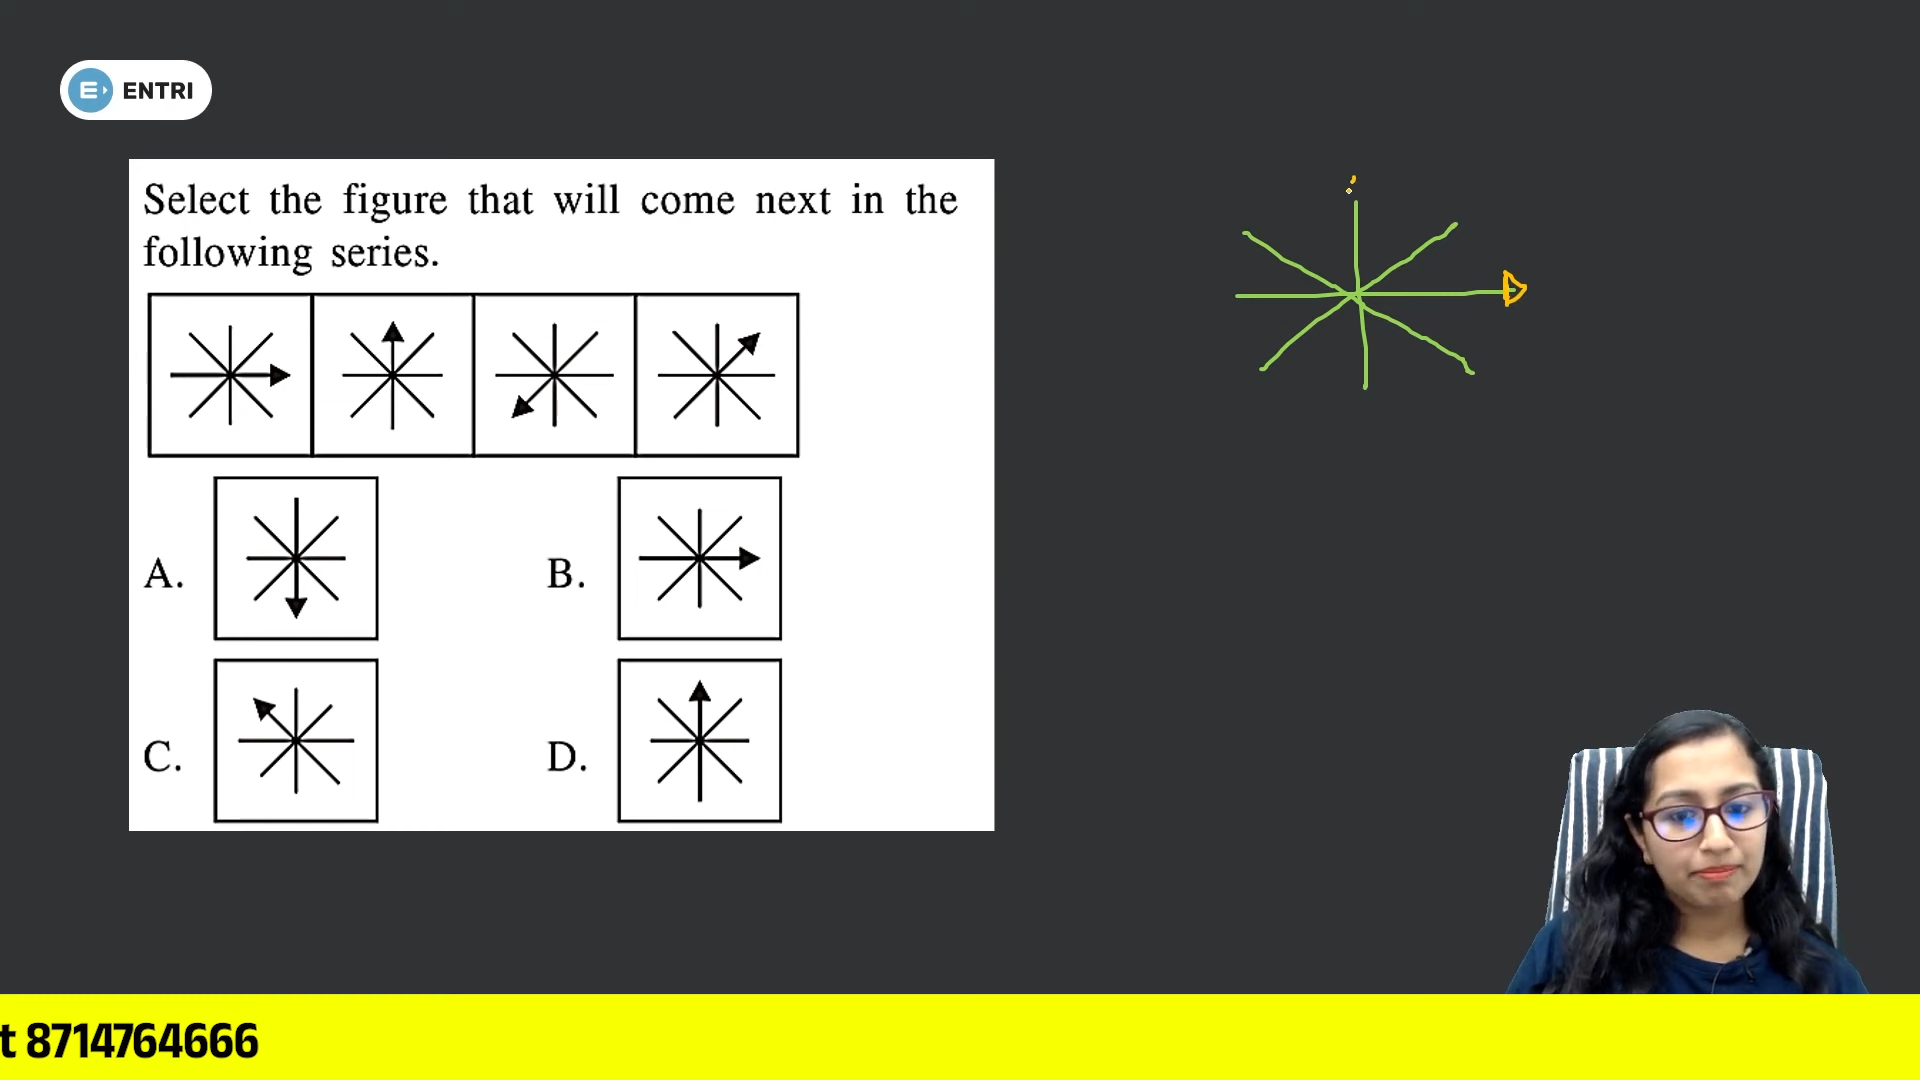 ENTRI
Select the figure that will come next in the
following series.
A.
B.
C.
D.
t 8714764666